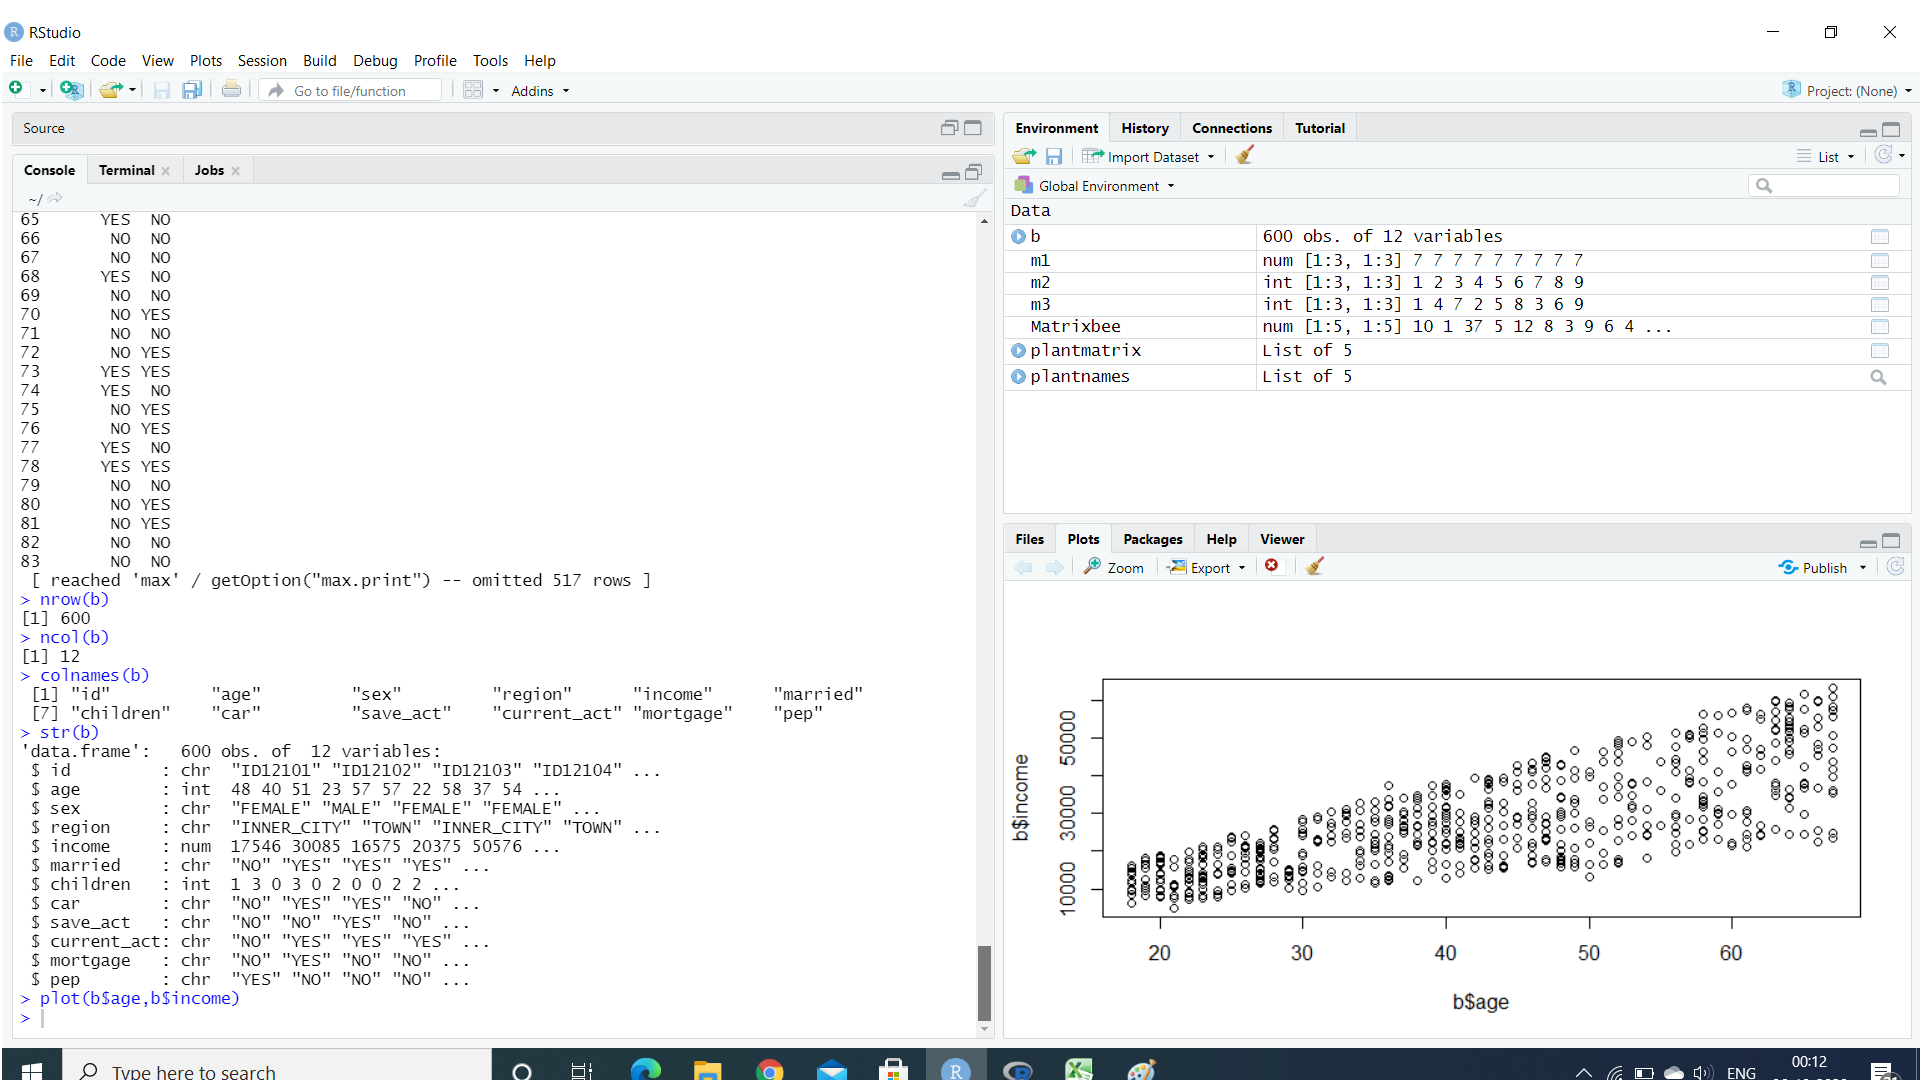 RStudio
File Edit Code View Plots Session Build Debug Profile Tools Help
Go to file/function Addins Project: (None)
Source
Console Terminal Jobs
~/
65 YES NO
66 NO NO
67 NO NO
68 YES NO
69 NO NO
70 NO YES
71 NO NO
72 NO YES
73 YES YES
74 YES NO
75 NO YES
76 NO YES
77 YES NO
78 YES YES
79 NO NO
80 NO YES
81 NO YES
82 NO NO
83 NO NO
[ reached 'max' / getOption("max.print") -- omitted 517 rows ]
> nrow(b)
[1] 600
> ncol(b)
[1] 12
> colnames(b)
[1] "id" "age" "sex" "region" "income" "married"
[7] "children" "car" "save_act" "current_act" "mortgage" "pep"
> str(b)
'data.frame': 600 obs. of 12 variables:
$ id : chr "ID12101" "ID12102" "ID12103" "ID12104" ...
$ age : int 48 40 51 23 57 57 22 58 37 54 ...
$ sex : chr "FEMALE" "MALE" "FEMALE" "FEMALE" ...
$ region : chr "INNER_CITY" "TOWN" "INNER_CITY" "TOWN" ...
$ income : num 17546 30085 16575 20375 50576 ...
$ married : chr "NO" "YES" "YES" "YES" ...
$ children : int 1 3 0 3 0 2 0 0 2 2 ...
$ car : chr "NO" "YES" "YES" "NO" ...
$ save_act : chr "NO" "NO" "YES" "NO" ...
$ current_act: chr "NO" "YES" "YES" "YES" ...
$ mortgage : chr "NO" "YES" "NO" "NO" ...
$ pep : chr "YES" "NO" "NO" "NO" ...
> plot(b$age,b$income)
>
Environment History Connections Tutorial
Import Dataset List
Global Environment
Data
b 600 obs. of 12 variables
m1 num [1:3, 1:3] 7 7 7 7 7 7 7 7 7
m2 int [1:3, 1:3] 1 2 3 4 5 6 7 8 9
m3 int [1:3, 1:3] 1 4 7 2 5 8 3 6 9
Matrixbee num [1:5, 1:5] 10 1 37 5 12 8 3 9 6 4 ...
plantmatrix List of 5
plantnames List of 5
Files Plots Packages Help Viewer
Zoom Export Publish
b$income
50000
30000
10000
20 30 40 50 60
b$age
Type here to search
ENG
00:12